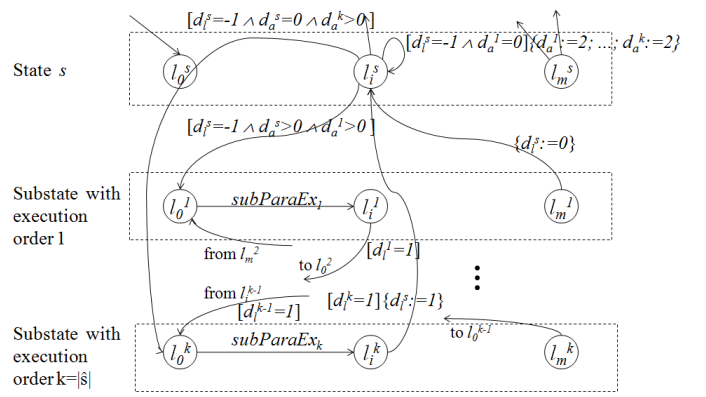 [d_l^s=-1 ∧ d_a^s=0 ∧ d_a^k>0]
[d_l^s=-1 ∧ d_a^1=0]{d_a^1:=2; ...; d_a^k:=2}
State s
l_0^s
l_i^s
l_m^s
[d_l^s=-1 ∧ d_a^s>0 ∧ d_a^1>0]
{d_l^s:=0}
Substate with
execution
order 1
l_0^1
subParaEx_1
l_i^1
l_m^1
from l_m^2
[d_l^1=1]
to l_0^2
from l_i^{k-1}
[d_l^{k-1}=1]
[d_l^k=1]{d_l^s:=1}
to l_0^{k-1}
Substate with
execution
order k=|ŝ|
l_0^k
subParaEx_k
l_i^k
l_m^k